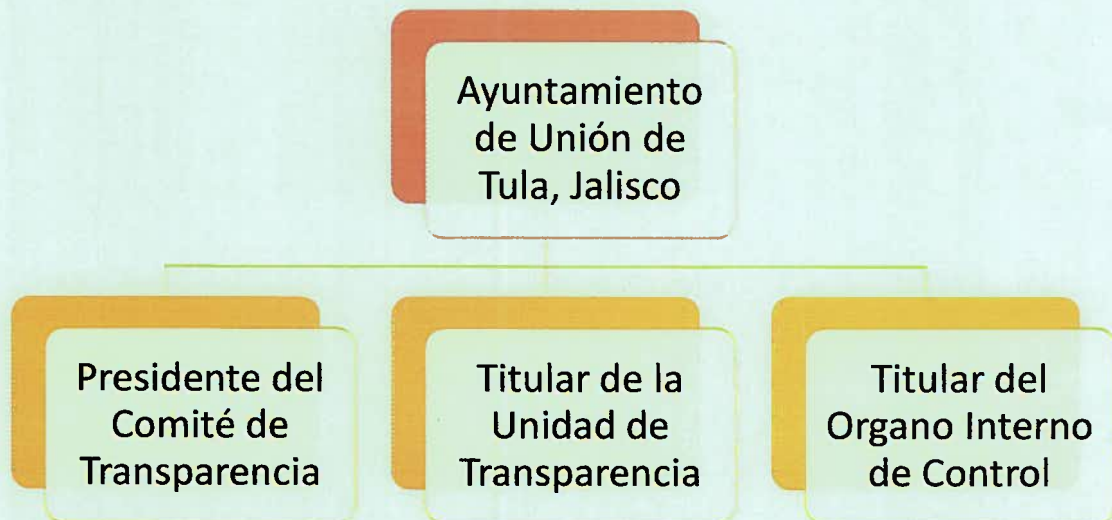 Ayuntamiento
de Unión de
Tula, Jalisco
Presidente del
Comité de
Transparencia
Titular de la
Unidad de
Transparencia
Titular del
Organo Interno
de Control